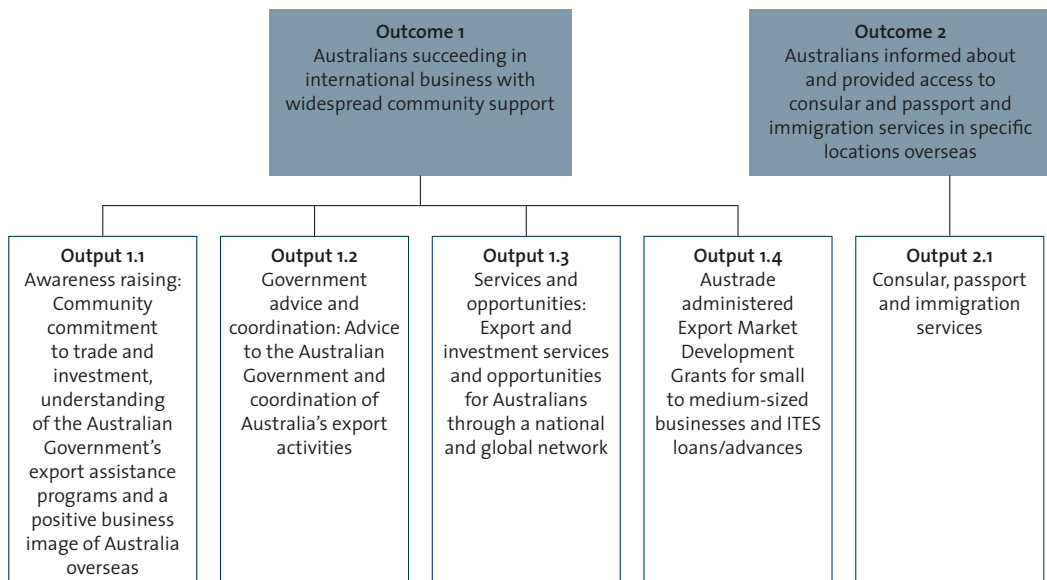 Outcome 1
Australians succeeding in
international business with
widespread community support
Outcome 2
Australians informed about
and provided access to
consular and passport and
immigration services in specific
locations overseas
Output 1.1
Awareness raising:
Community
commitment
to trade and
investment,
understanding
of the Australian
Government’s
export assistance
programs and a
positive business
image of Australia
overseas
Output 1.2
Government
advice and
coordination: Advice
to the Australian
Government and
coordination of
Australia’s export
activities
Output 1.3
Services and
opportunities:
Export and
investment services
and opportunities
for Australians
through a national
and global network
Output 1.4
Austrade
administered
Export Market
Development
Grants for small
to medium-sized
businesses and ITES
loans/advances
Output 2.1
Consular, passport
and immigration
services